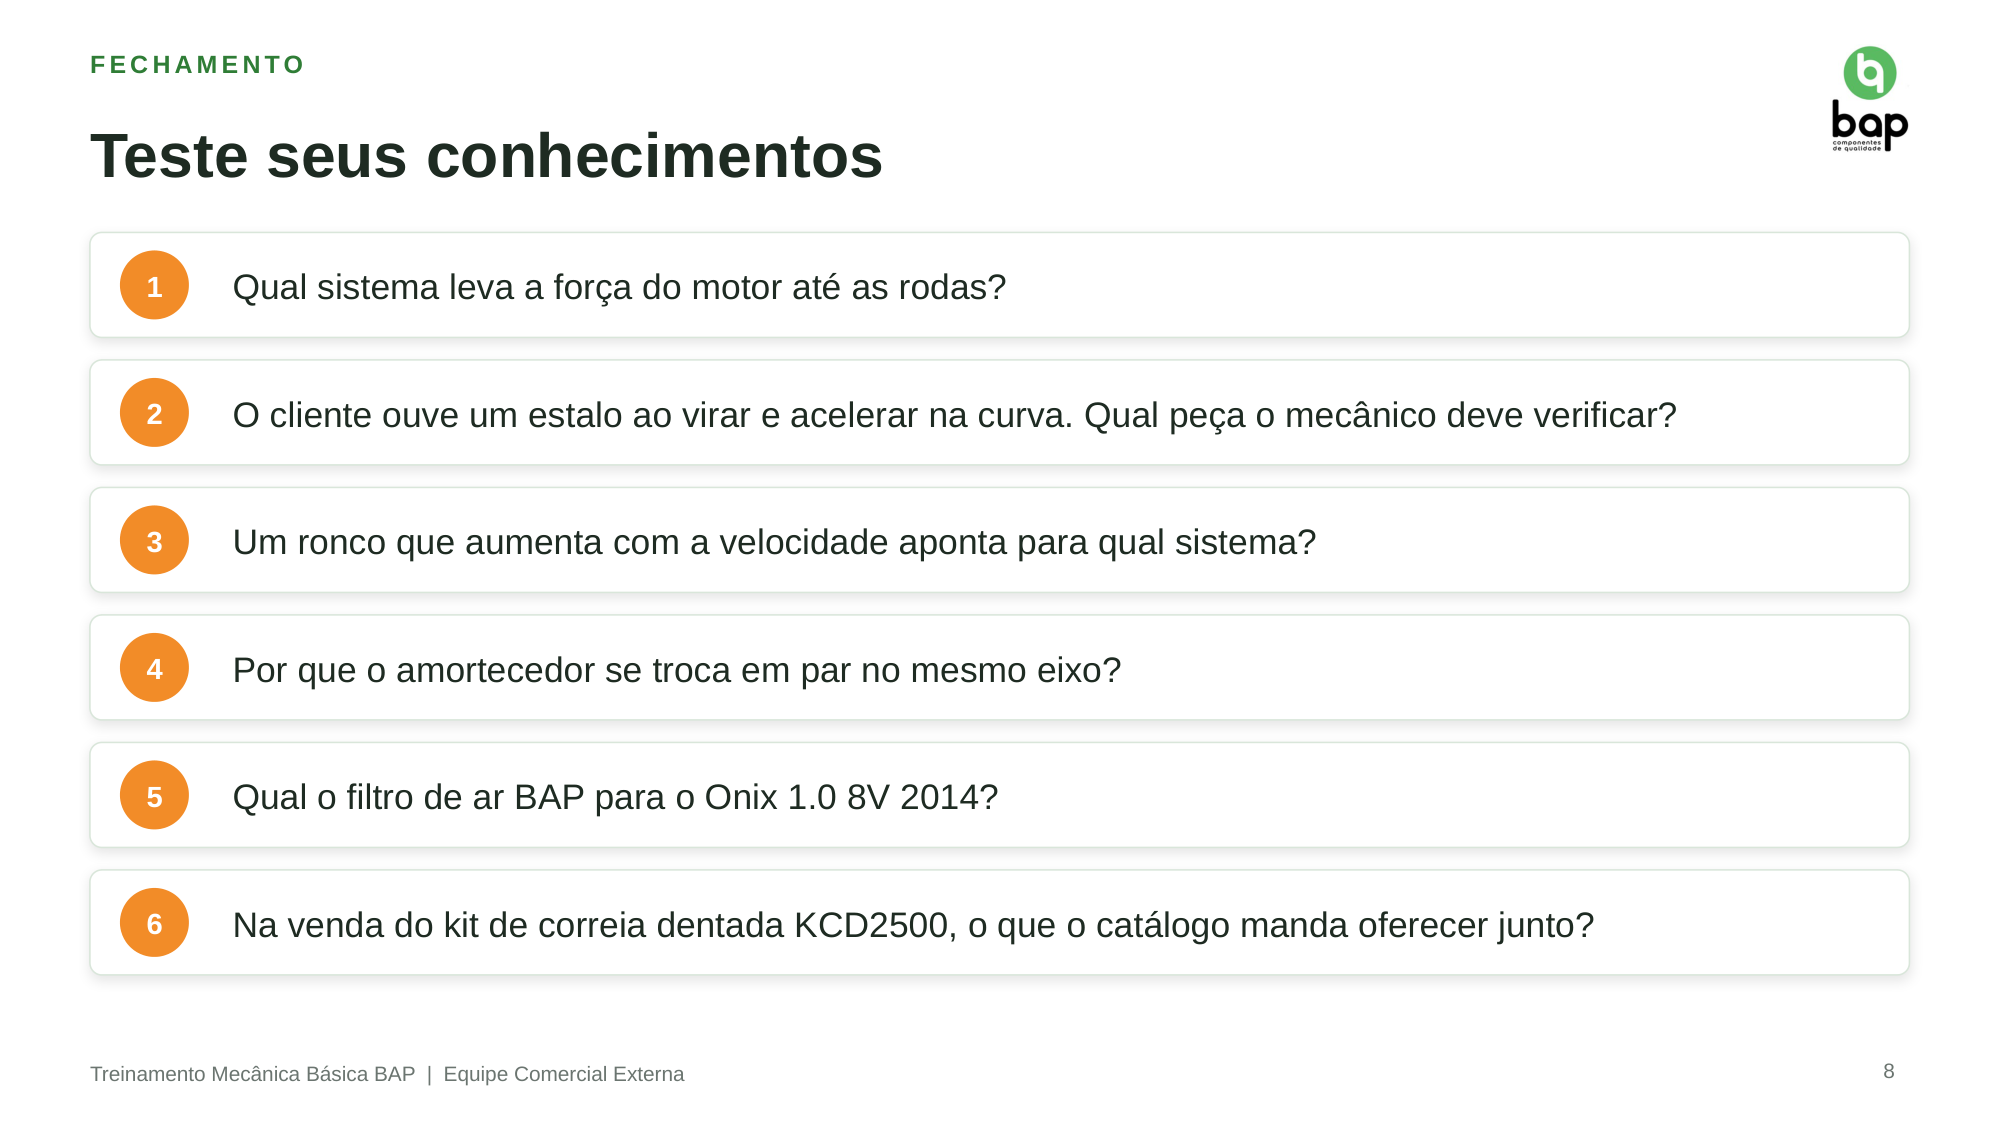 FECHAMENTO
bap
componentes
de qualidade
Teste seus conhecimentos
1 Qual sistema leva a força do motor até as rodas?
2 O cliente ouve um estalo ao virar e acelerar na curva. Qual peça o mecânico deve verificar?
3 Um ronco que aumenta com a velocidade aponta para qual sistema?
4 Por que o amortecedor se troca em par no mesmo eixo?
5 Qual o filtro de ar BAP para o Onix 1.0 8V 2014?
6 Na venda do kit de correia dentada KCD2500, o que o catálogo manda oferecer junto?
Treinamento Mecânica Básica BAP | Equipe Comercial Externa
8